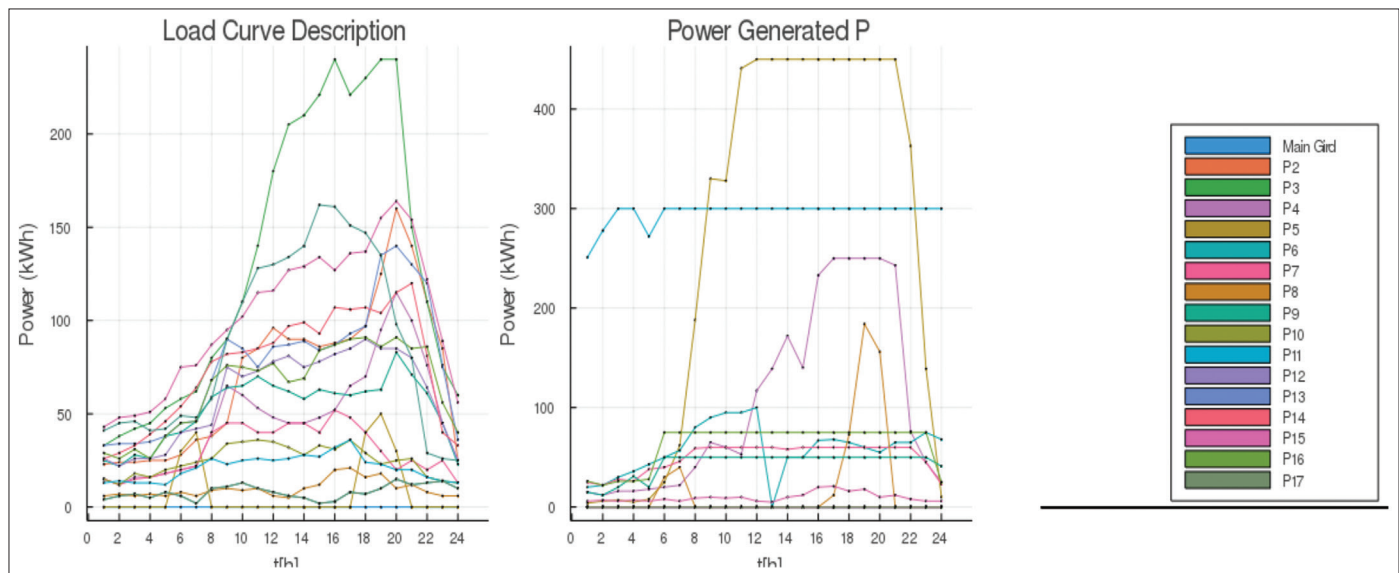 Load Curve Description
Power (kWh)
200
150
100
50
0
0 2 4 6 8 10 12 14 16 18 20 22 24
t[h]
Power Generated P
Power (kWh)
400
300
200
100
0
0 2 4 6 8 10 12 14 16 18 20 22 24
t[h]
Main Gird
P2
P3
P4
P5
P6
P7
P8
P9
P10
P11
P12
P13
P14
P15
P16
P17